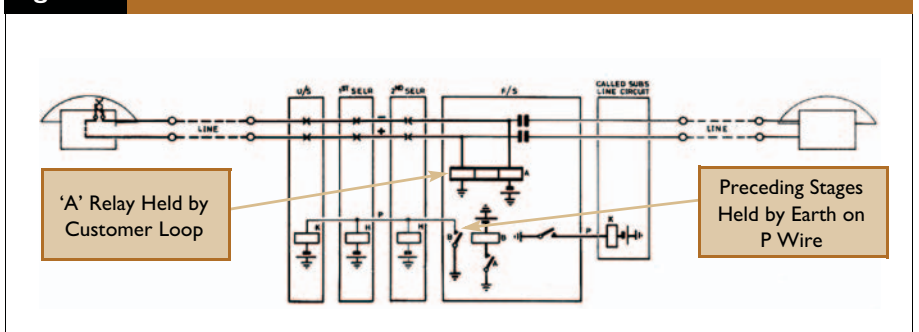 U/S
1ST SELR
2ND SELR
F/S
CALLED SUBS
LINE CIRCUIT
LINE
LINE
−
+
A
‘A’ Relay Held by
Customer Loop
Preceding Stages
Held by Earth on
P Wire
P
K
H
H
B
B
A
P
K